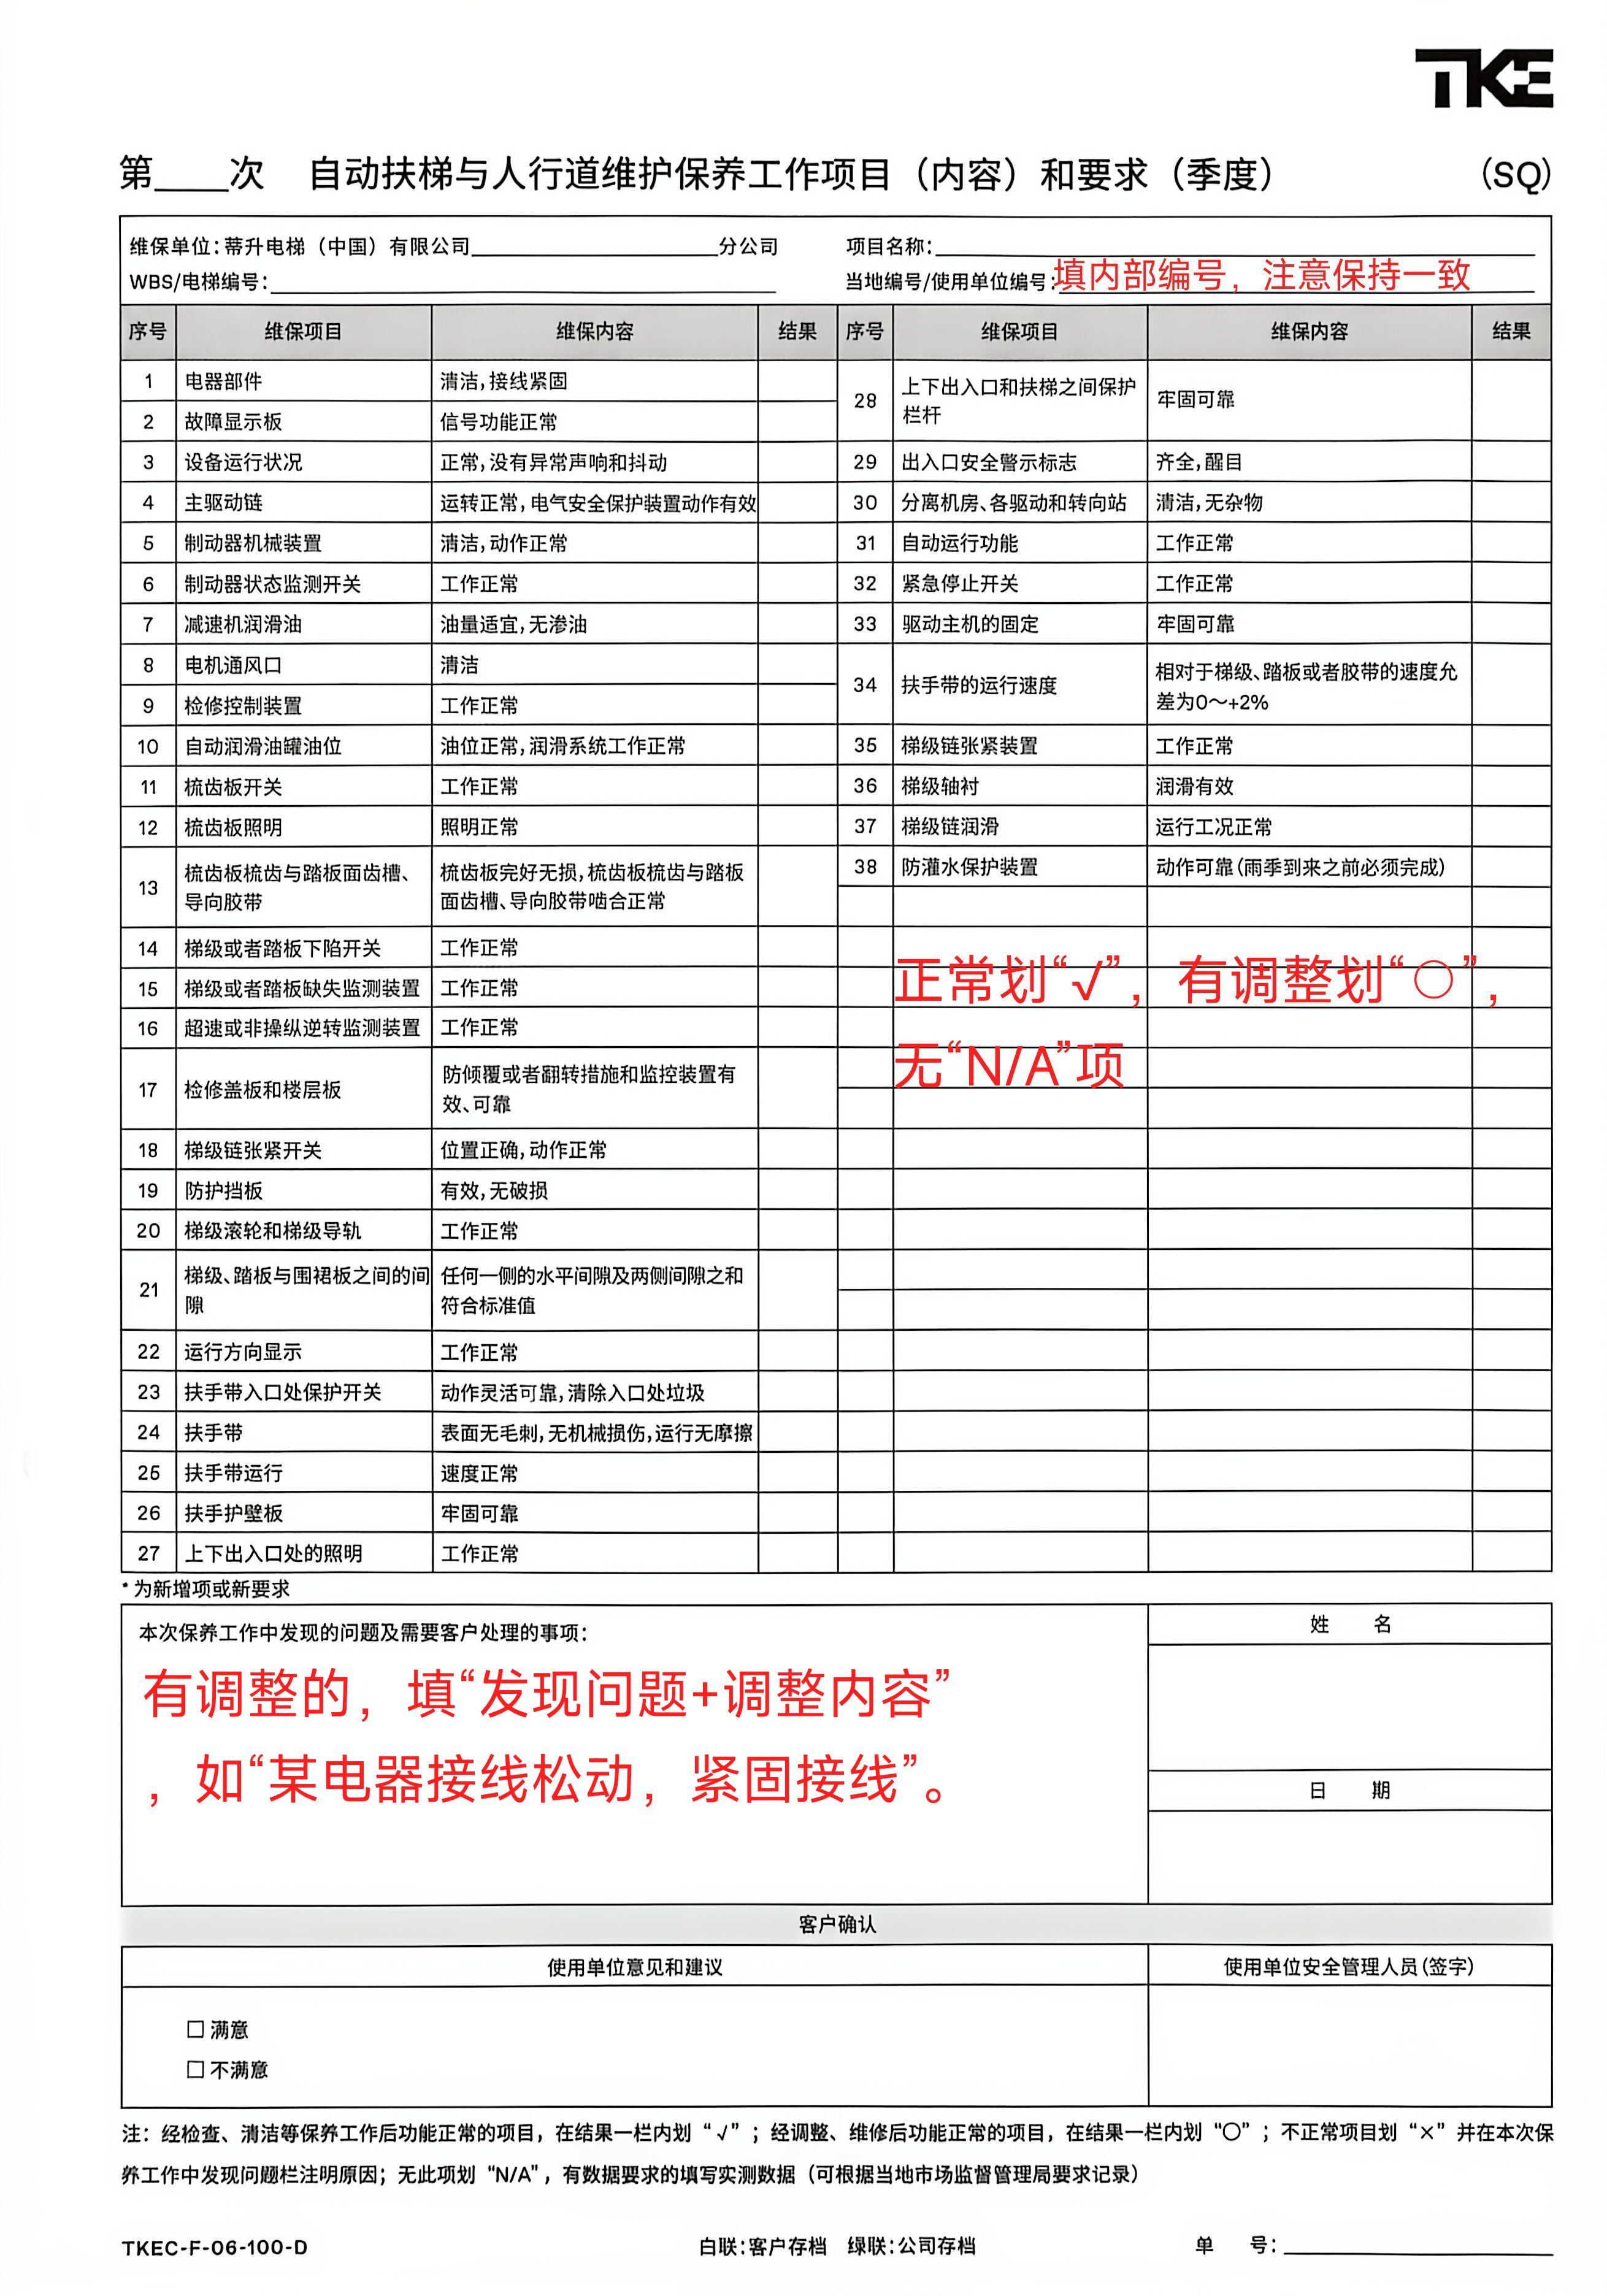 TKE
第____次 自动扶梯与人行道维护保养工作项目（内容）和要求（季度） （SQ）
维保单位：蒂升电梯（中国）有限公司____分公司 项目名称：
WBS/电梯编号： 当地编号/使用单位编号：填内部编号，注意保持一致
序号 维保项目 维保内容 结果 序号 维保项目 维保内容 结果
1 电器部件 清洁，接线紧固
2 故障显示板 信号功能正常
28 上下出入口和扶梯之间保护
栏杆 牢固可靠
3 设备运行状况 正常，没有异常声响和抖动 29 出入口安全警示标志 齐全，醒目
4 主驱动链 运转正常，电气安全保护装置动作有效 30 分离机房、各驱动和转向站 清洁，无杂物
5 制动器机械装置 清洁，动作正常 31 自动运行功能 工作正常
6 制动器状态监测开关 工作正常 32 紧急停止开关 工作正常
7 减速机润滑油 油量适宜，无渗油 33 驱动主机的固定 牢固可靠
8 电机通风口 清洁
9 检修控制装置 工作正常
34 扶手带的运行速度 相对于梯级、踏板或者胶带的速度允
差为0～+2%
10 自动润滑油罐油位 油位正常，润滑系统工作正常 35 梯级链张紧装置 工作正常
11 梳齿板开关 工作正常 36 梯级轴衬 润滑有效
12 梳齿板照明 照明正常 37 梯级链润滑 运行工况正常
13 梳齿板梳齿与踏板面齿槽、
导向胶带 梳齿板完好无损，梳齿板梳齿与踏板
面齿槽、导向胶带啮合正常
38 防灌水保护装置 动作可靠（雨季到来之前必须完成）
14 梯级或者踏板下陷开关 工作正常
15 梯级或者踏板缺失监测装置 工作正常
正常划“√”，有调整划“○”，
16 超速或非操纵逆转监测装置 工作正常
无“N/A”项
17 检修盖板和楼层板 防倾覆或者翻转措施和监控装置有
效、可靠
18 梯级链张紧开关 位置正确，动作正常
19 防护挡板 有效，无破损
20 梯级滚轮和梯级导轨 工作正常
21 梯级、踏板与围裙板之间的间
隙 任何一侧的水平间隙及两侧间隙之和
符合标准值
22 运行方向显示 工作正常
23 扶手带入口处保护开关 动作灵活可靠，清除入口处垃圾
24 扶手带 表面无毛刺，无机械损伤，运行无摩擦
25 扶手带运行 速度正常
26 扶手护壁板 牢固可靠
27 上下出入口处的照明 工作正常
* 为新增项或新要求
本次保养工作中发现的问题及需要客户处理的事项： 姓 名
有调整的，填“发现问题+调整内容”
，如“某电器接线松动，紧固接线”。
日 期
客户确认
使用单位意见和建议 使用单位安全管理人员（签字）
□ 满意
□ 不满意
注：经检查、清洁等保养工作后功能正常的项目，在结果一栏内划“√”；经调整、维修后功能正常的项目，在结果一栏内划“○”；不正常项目划“×”并在本次保
养工作中发现问题栏注明原因；无此项划“N/A”，有数据要求的填写实测数据（可根据当地市场监督管理局要求记录）
TKEC-F-06-100-D 白联：客户存档 绿联：公司存档 单 号：